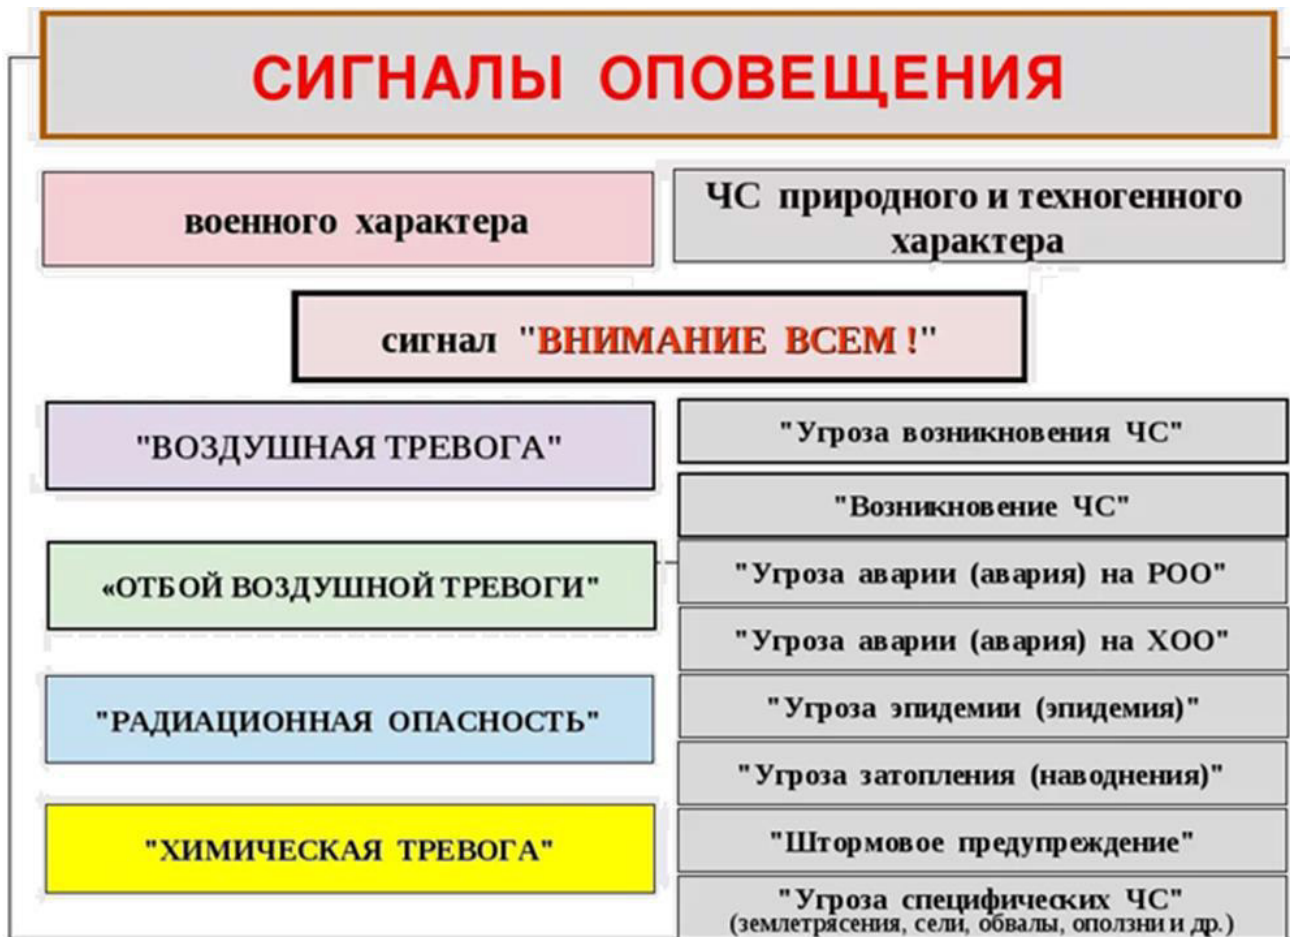 СИГНАЛЫ ОПОВЕЩЕНИЯ
военного характера
ЧС природного и техногенного
характера
сигнал "ВНИМАНИЕ ВСЕМ !"
"ВОЗДУШНАЯ ТРЕВОГА"
«ОТБОЙ ВОЗДУШНОЙ ТРЕВОГИ"
"РАДИАЦИОННАЯ ОПАСНОСТЬ"
"ХИМИЧЕСКАЯ ТРЕВОГА"
"Угроза возникновения ЧС"
"Возникновение ЧС"
"Угроза аварии (авария) на РОО"
"Угроза аварии (авария) на ХОО"
"Угроза эпидемии (эпидемия)"
"Угроза затопления (наводнения)"
"Штормовое предупреждение"
"Угроза специфических ЧС"
(землетрясения, сели, обвалы, оползни и др.)